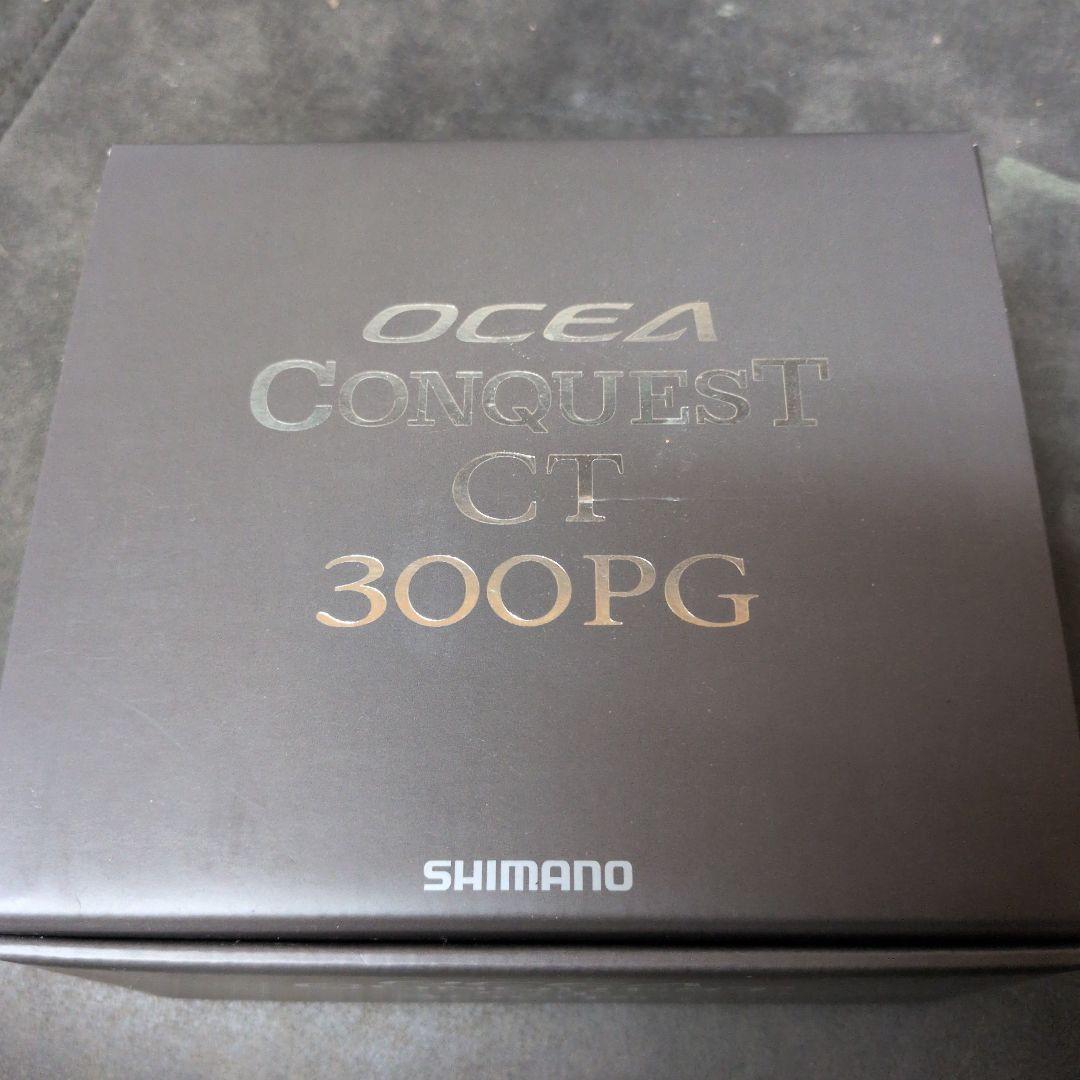 OCEA
CONQUEST
CT
300PG
SHIMANO